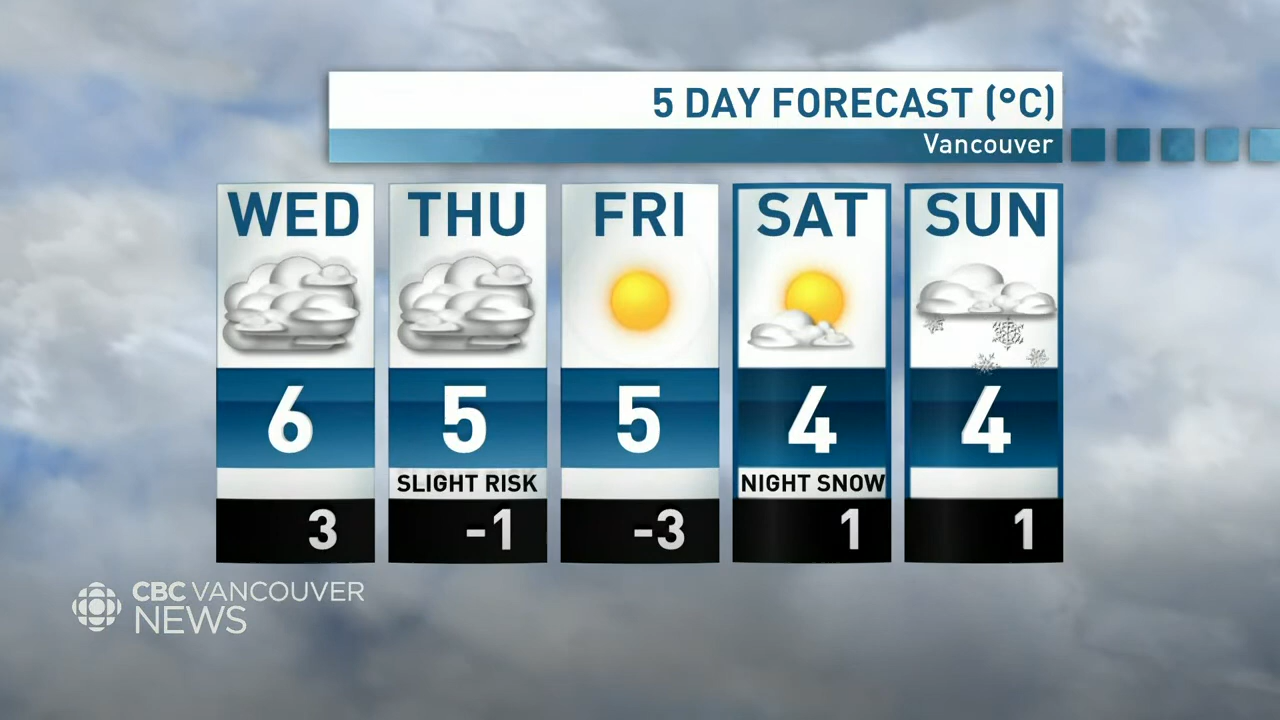 5 DAY FORECAST (°C)
Vancouver
WED THU FRI SAT SUN
6 5 5 4 4
SLIGHT RISK NIGHT SNOW
3 -1 -3 1 1
CBC VANCOUVER
NEWS